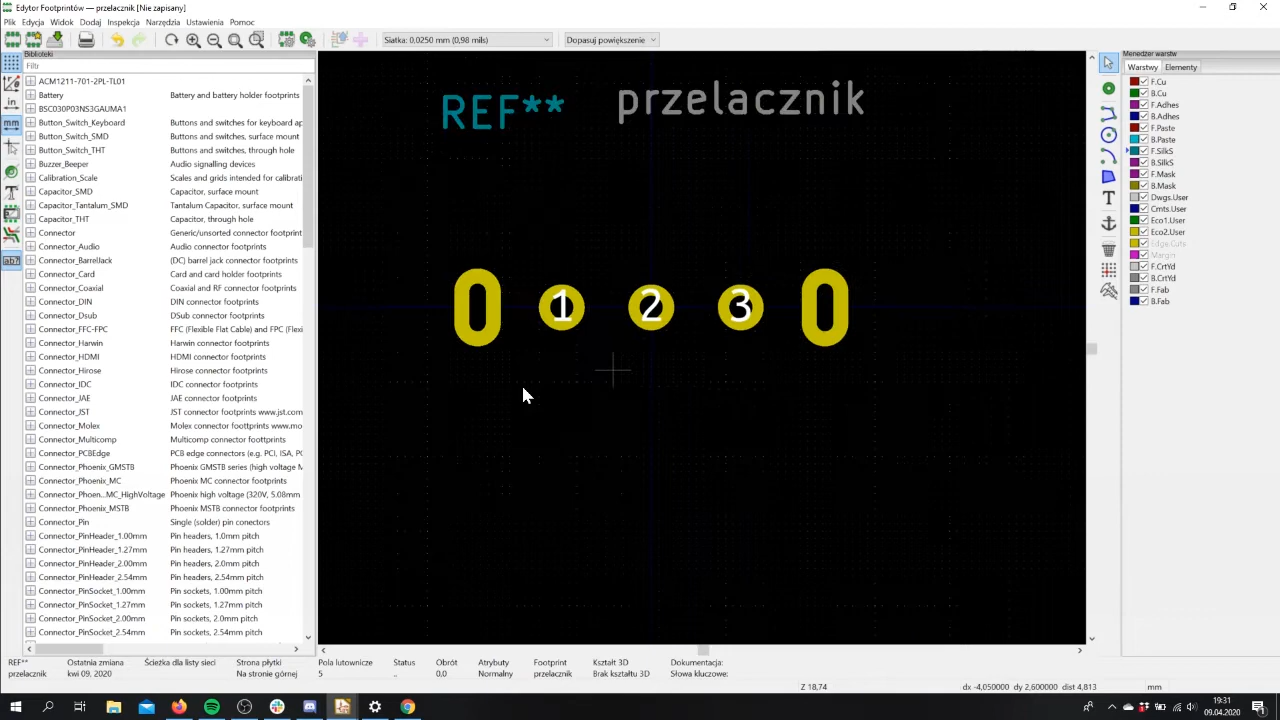 Edytor Footprintów — przelacznik [Nie zapisany]
Plik Edycja Widok Dodaj Inspekcja Narzędzia Ustawienia Pomoc
Siatka: 0,0250 mm (0,98 mils) Dopasuj powiększenie
Biblioteki
Filtr
ACM1211-701-2PL-TL01
Battery Battery and battery holder footprints
BSC030P03NS3GAUMA1
Button_Switch_Keyboard Buttons and switches for keyboard ap
Button_Switch_SMD Buttons and switches, surface mount
Button_Switch_THT Buttons and switches, through hole
Buzzer_Beeper Audio signalling devices
Calibration_Scale Scales and grids intended for calibrati
Capacitor_SMD Capacitor, surface mount
Capacitor_Tantalum_SMD Tantalum Capacitor, surface mount
Capacitor_THT Capacitor, through hole
Connector Generic/unsorted connector footprint
Connector_Audio Audio connector footprints
Connector_BarrelJack (DC) barrel jack connector footprints
Connector_Card Card and card holder footprints
Connector_Coaxial Coaxial and RF connector footprints
Connector_DIN DIN connector footprints
Connector_Dsub DSub connector footprints
Connector_FFC-FPC FFC (Flexible Flat Cable) and FPC (Flexi
Connector_Harwin Harwin connector footprints
Connector_HDMI HDMI connector footprints
Connector_Hirose Hirose connector footprints
Connector_IDC IDC connector footprints
Connector_JAE JAE connector footprints
Connector_JST JST connector footprints www.jst.com
Connector_Molex Molex connector foottprints www.mo
Connector_Multicomp Multicomp connector foottprints
Connector_PCBEdge PCB edge connectors (e.g. PCI, ISA, PC
Connector_Phoenix_GMSTB Phoenix GMSTB series (high voltage M
Connector_Phoenix_MC Phoenix MC connector footprints
Connector_Phoen...MC_HighVoltage Phoenix high voltage (320V, 5.08mm
Connector_Phoenix_MSTB Phoenix MSTB connector footprints
Connector_Pin Single (solder) pin conectors
Connector_PinHeader_1.00mm Pin headers, 1.0mm pitch
Connector_PinHeader_1.27mm Pin headers, 1.27mm pitch
Connector_PinHeader_2.00mm Pin headers, 2.0mm pitch
Connector_PinHeader_2.54mm Pin headers, 2.54mm pitch
Connector_PinSocket_1.00mm Pin sockets, 1.00mm pitch
Connector_PinSocket_1.27mm Pin sockets, 1.27mm pitch
Connector_PinSocket_2.00mm Pin sockets, 2.0mm pitch
Connector_PinSocket_2.54mm Pin sockets, 2.54mm pitch
in
mm
T
ab?
REF** przelacznik
1 2 3
T
Menedżer warstw
Warstwy Elementy
F.Cu
B.Cu
F.Adhes
B.Adhes
F.Paste
B.Paste
F.SilkS
B.SilkS
F.Mask
B.Mask
Dwgs.User
Cmts.User
Eco1.User
Eco2.User
Edge.Cuts
Margin
F.CrtYd
B.CrtYd
F.Fab
B.Fab
REF** Ostatnia zmiana Ścieżka dla listy sieci Strona płytki Pola lutownicze Status Obrót Atrybuty Footprint Kształt 3D Dokumentacja:
przelacznik kwi 09, 2020 Na stronie górnej 5 .. 0,0 Normalny przelacznik Brak kształtu 3D Słowa kluczowe:
Z 18,74 dx -4,050000 dy 2,600000 dist 4,813 mm
19:31
09.04.2020